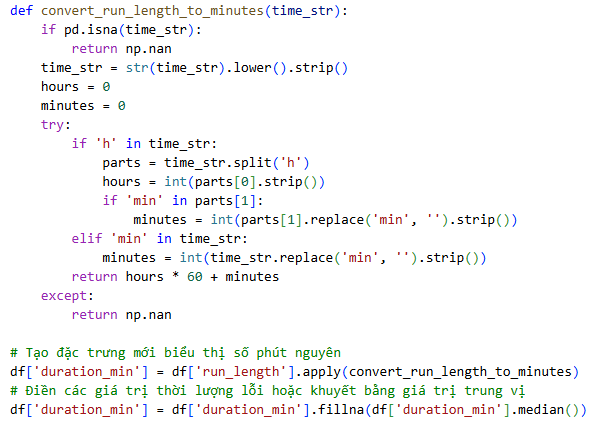 def convert_run_length_to_minutes(time_str):
    if pd.isna(time_str):
        return np.nan
    time_str = str(time_str).lower().strip()
    hours = 0
    minutes = 0
    try:
        if 'h' in time_str:
            parts = time_str.split('h')
            hours = int(parts[0].strip())
            if 'min' in parts[1]:
                minutes = int(parts[1].replace('min', '').strip())
        elif 'min' in time_str:
            minutes = int(time_str.replace('min', '').strip())
        return hours * 60 + minutes
    except:
        return np.nan

# Tạo đặc trưng mới biểu thị số phút nguyên
df['duration_min'] = df['run_length'].apply(convert_run_length_to_minutes)
# Điền các giá trị thời lượng lỗi hoặc khuyết bằng giá trị trung vị
df['duration_min'] = df['duration_min'].fillna(df['duration_min'].median())